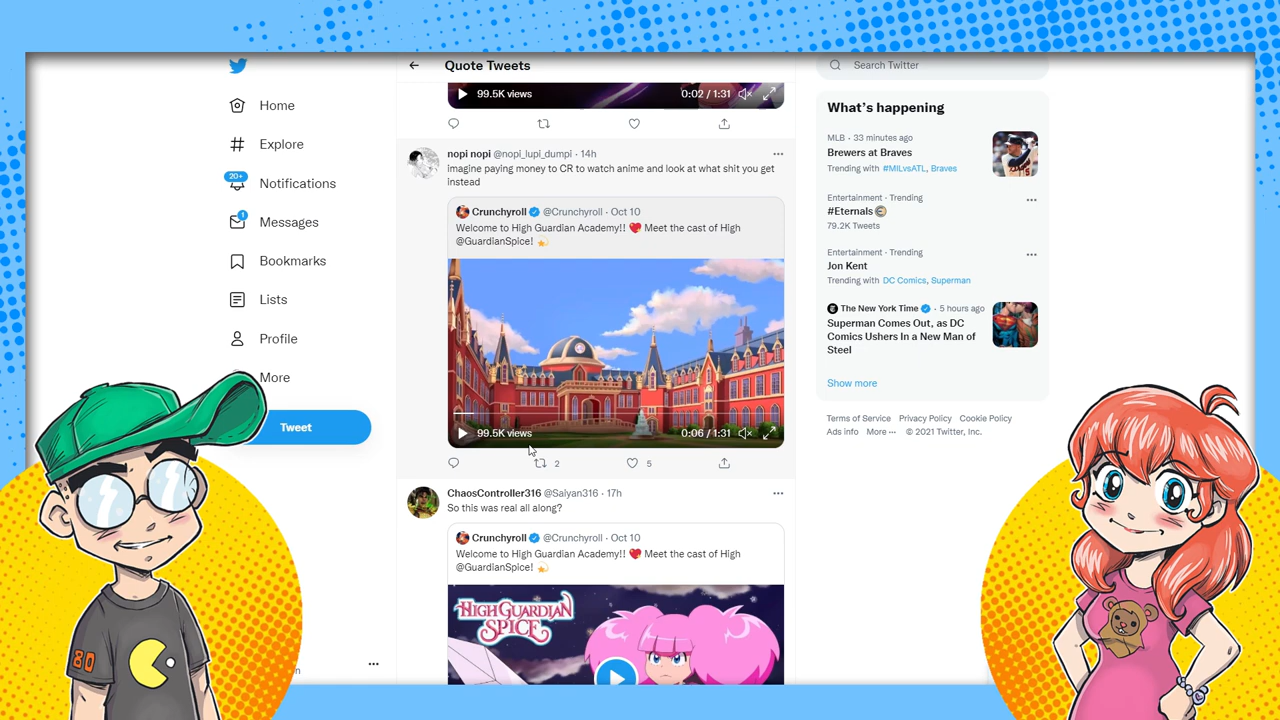 Home
Explore
20+
Notifications
1
Messages
Bookmarks
Lists
Profile
More
Tweet
Quote Tweets
99.5K views
0:02 / 1:31
nopi nopi @nopi_lupi_dumpi · 14h
imagine paying money to CR to watch anime and look at what shit you get
instead
Crunchyroll @Crunchyroll · Oct 10
Welcome to High Guardian Academy!! Meet the cast of High
@GuardianSpice!
99.5K views
0:06 / 1:31
2
5
ChaosController316 @Saiyan316 · 17h
So this was real all along?
Crunchyroll @Crunchyroll · Oct 10
Welcome to High Guardian Academy!! Meet the cast of High
@GuardianSpice!
HIGH GUARDIAN
SPICE
Search Twitter
What's happening
MLB · 33 minutes ago
Brewers at Braves
Trending with #MILvsATL, Braves
Entertainment · Trending
#Eternals
79.2K Tweets
Entertainment · Trending
Jon Kent
Trending with DC Comics, Superman
The New York Time · 5 hours ago
Superman Comes Out, as DC
Comics Ushers In a New Man of
Steel
Show more
Terms of Service Privacy Policy Cookie Policy
Ads info More ··· © 2021 Twitter, Inc.
80